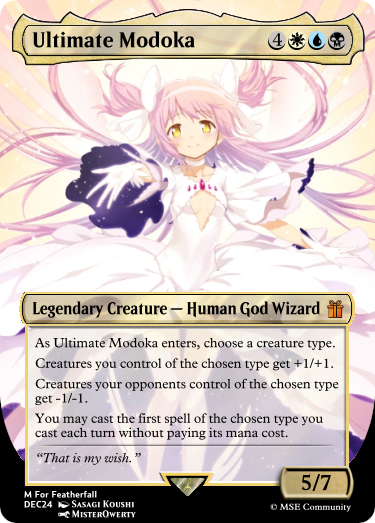 Ultimate Modoka 4
Legendary Creature — Human God Wizard
As Ultimate Modoka enters, choose a creature type.
Creatures you control of the chosen type get +1/+1.
Creatures your opponents control of the chosen type
get -1/-1.
You may cast the first spell of the chosen type you
cast each turn without paying its mana cost.
“That is my wish.”
5/7
M For Featherfall
DEC24 Sasagi Koushi
MisterQwerty
© MSE Community